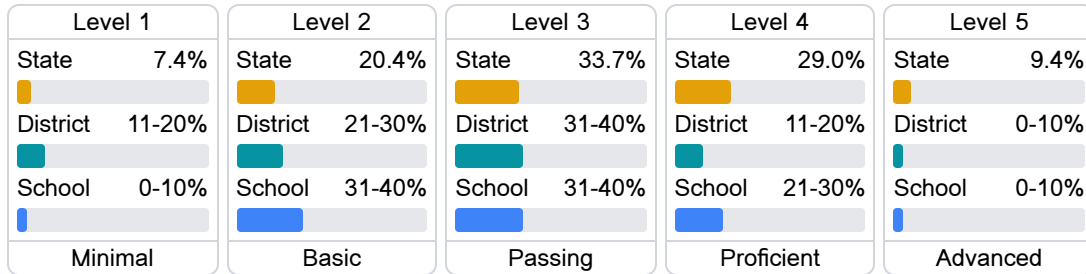 Level 1
State 7.4%
District 11-20%
School 0-10%
Minimal
Level 2
State 20.4%
District 21-30%
School 31-40%
Basic
Level 3
State 33.7%
District 31-40%
School 31-40%
Passing
Level 4
State 29.0%
District 11-20%
School 21-30%
Proficient
Level 5
State 9.4%
District 0-10%
School 0-10%
Advanced